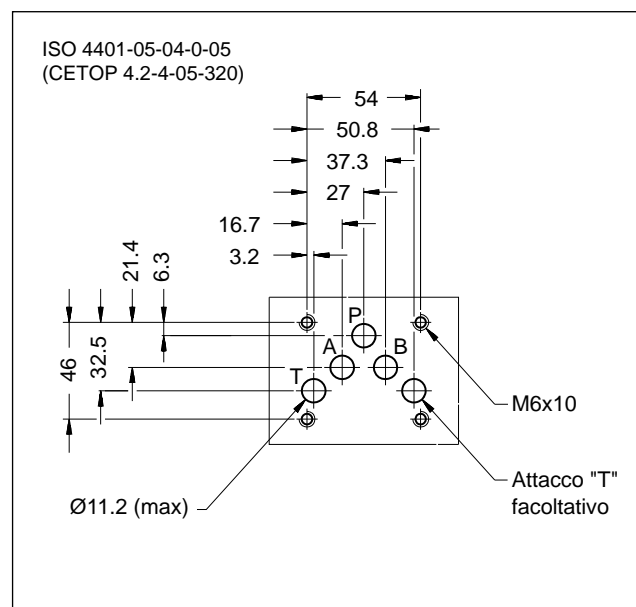 ISO 4401-05-04-0-05
(CETOP 4.2-4-05-320)
54
50.8
37.3
27
16.7
3.2
21.4
6.3
P
A
B
T
46
32.5
M6x10
Ø11.2 (max)
Attacco "T"
facoltativo